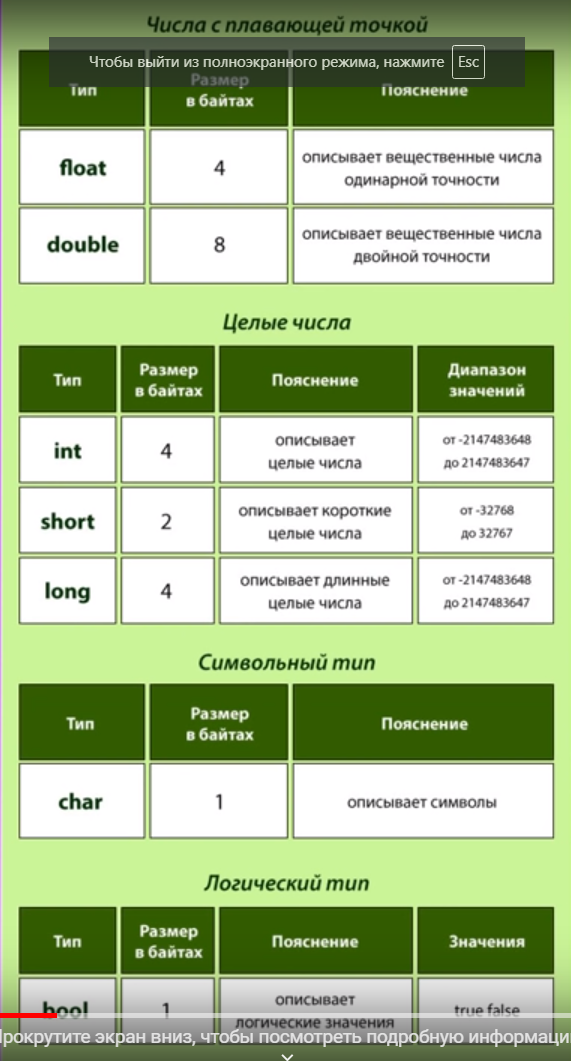 Числа с плавающей точкой
Чтобы выйти из полноэкранного режима, нажмите Esc
Тип
Размер
в байтах
Пояснение
float
4
описывает вещественные числа
одинарной точности
double
8
описывает вещественные числа
двойной точности
Целые числа
Тип
Размер
в байтах
Пояснение
Диапазон
значений
int
4
описывает
целые числа
от -2147483648
до 2147483647
short
2
описывает короткие
целые числа
от -32768
до 32767
long
4
описывает длинные
целые числа
от -2147483648
до 2147483647
Символьный тип
Тип
Размер
в байтах
Пояснение
char
1
описывает символы
Логический тип
Тип
Размер
в байтах
Пояснение
Значения
bool
1
описывает
логические значения
true false
Прокрутите экран вниз, чтобы посмотреть подробную информаци